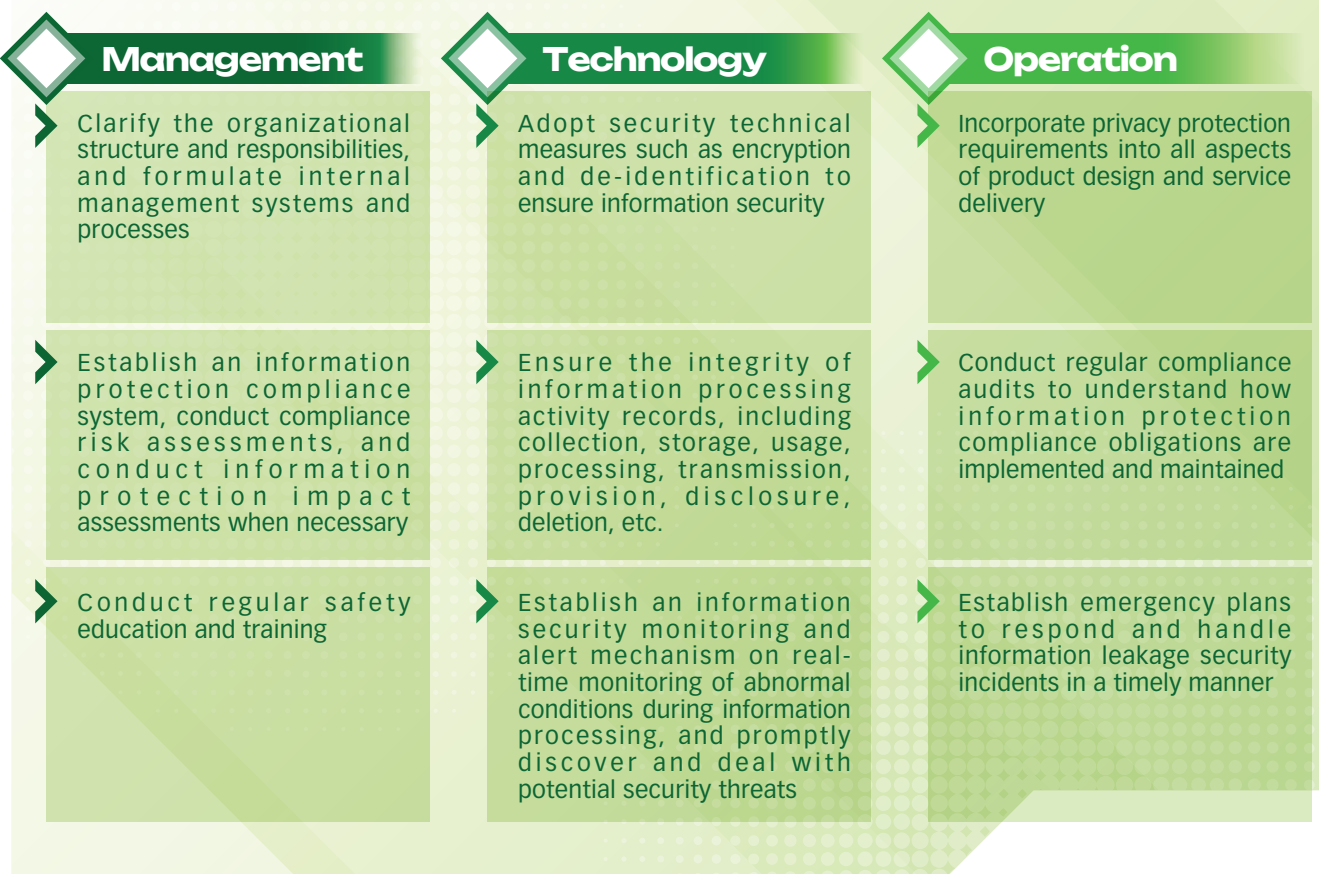 Management
Clarify the organizational
structure and responsibilities,
and formulate internal
management systems and
processes
Establish an information
protection compliance
system, conduct compliance
risk assessments, and
conduct information
protection impact
assessments when necessary
Conduct regular safety
education and training
Technology
Adopt security technical
measures such as encryption
and de-identification to
ensure information security
Ensure the integrity of
information processing
activity records, including
collection, storage, usage,
processing, transmission,
provision, disclosure,
deletion, etc.
Establish an information
security monitoring and
alert mechanism on real-
time monitoring of abnormal
conditions during information
processing, and promptly
discover and deal with
potential security threats
Operation
Incorporate privacy protection
requirements into all aspects
of product design and service
delivery
Conduct regular compliance
audits to understand how
information protection
compliance obligations are
implemented and maintained
Establish emergency plans
to respond and handle
information leakage security
incidents in a timely manner